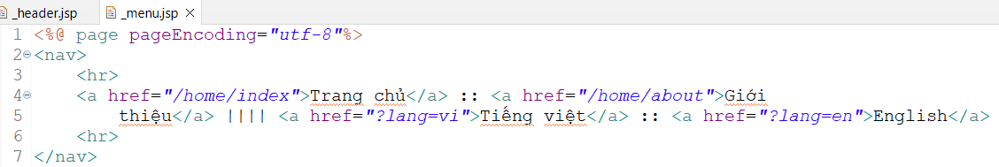 _header.jsp _menu.jsp
1 <%@ page pageEncoding="utf-8"%>
2 <nav>
3 <hr>
4 <a href="/home/index">Trang chủ</a> :: <a href="/home/about">Giới
5 thiệu</a> |||| <a href="?lang=vi">Tiếng việt</a> :: <a href="?lang=en">English</a>
6 <hr>
7 </nav>